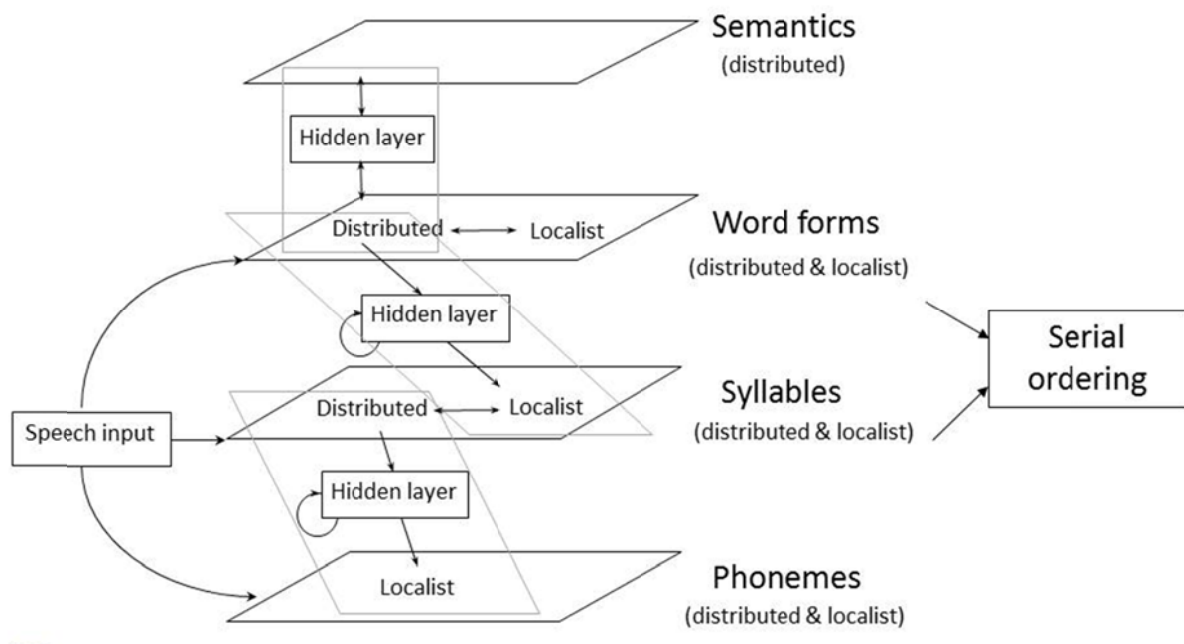 Semantics
(distributed)
Hidden layer
Distributed
Localist
Word forms
(distributed & localist)
Hidden layer
Serial
ordering
Distributed
Localist
Syllables
(distributed & localist)
Speech input
Hidden layer
Localist
Phonemes
(distributed & localist)